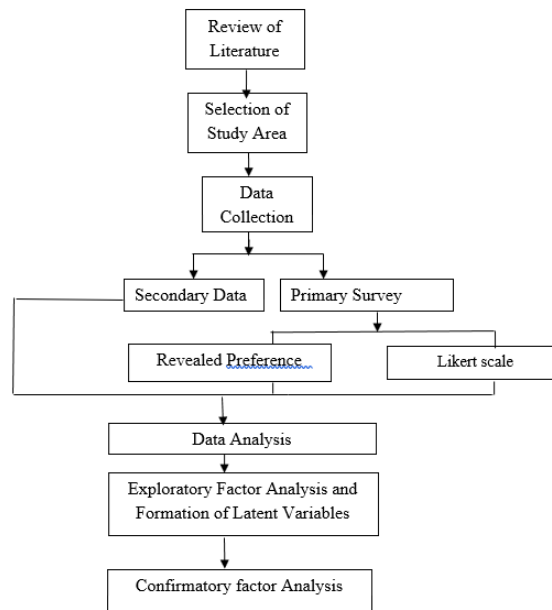 Review of
Literature
Selection of
Study Area
Data
Collection
Secondary Data
Primary Survey
Revealed Preference
Likert scale
Data Analysis
Exploratory Factor Analysis and
Formation of Latent Variables
Confirmatory factor Analysis